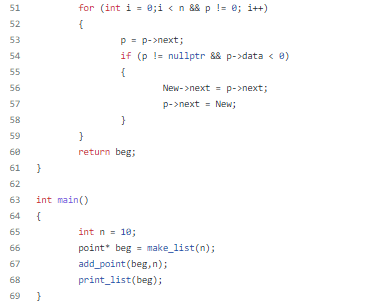 51 for (int i = 0;i < n && p != 0; i++)
52 {
53 p = p->next;
54 if (p != nullptr && p->data < 0)
55 {
56 New->next = p->next;
57 p->next = New;
58 }
59 }
60 return beg;
61 }
62
63 int main()
64 {
65 int n = 10;
66 point* beg = make_list(n);
67 add_point(beg,n);
68 print_list(beg);
69 }